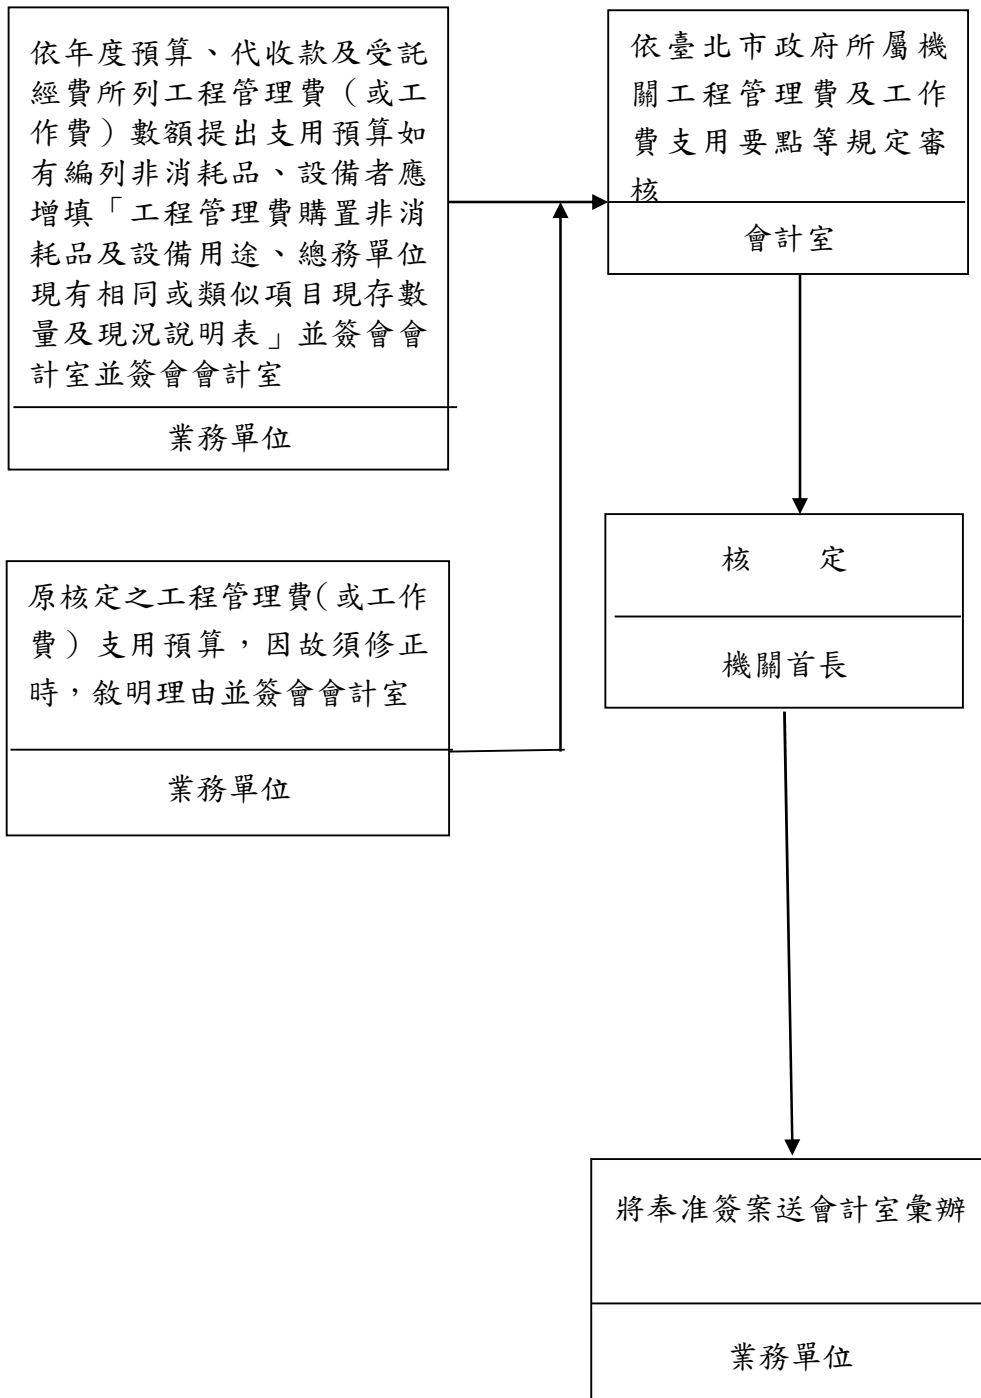 依年度預算、代收款及受託
經費所列工程管理費（或工
作費）數額提出支用預算如
有編列非消耗品、設備者應
增填「工程管理費購置非消
耗品及設備用途、總務單位
現有相同或類似項目現存數
量及現況說明表」並簽會會
計室並簽會會計室
業務單位
依臺北市政府所屬機
關工程管理費及工作
費支用要點等規定審
核
會計室
原核定之工程管理費（或工作
費）支用預算，因故須修正
時，敘明理由並簽會會計室
業務單位
核 定
機關首長
將奉准簽案送會計室彙辦
業務單位